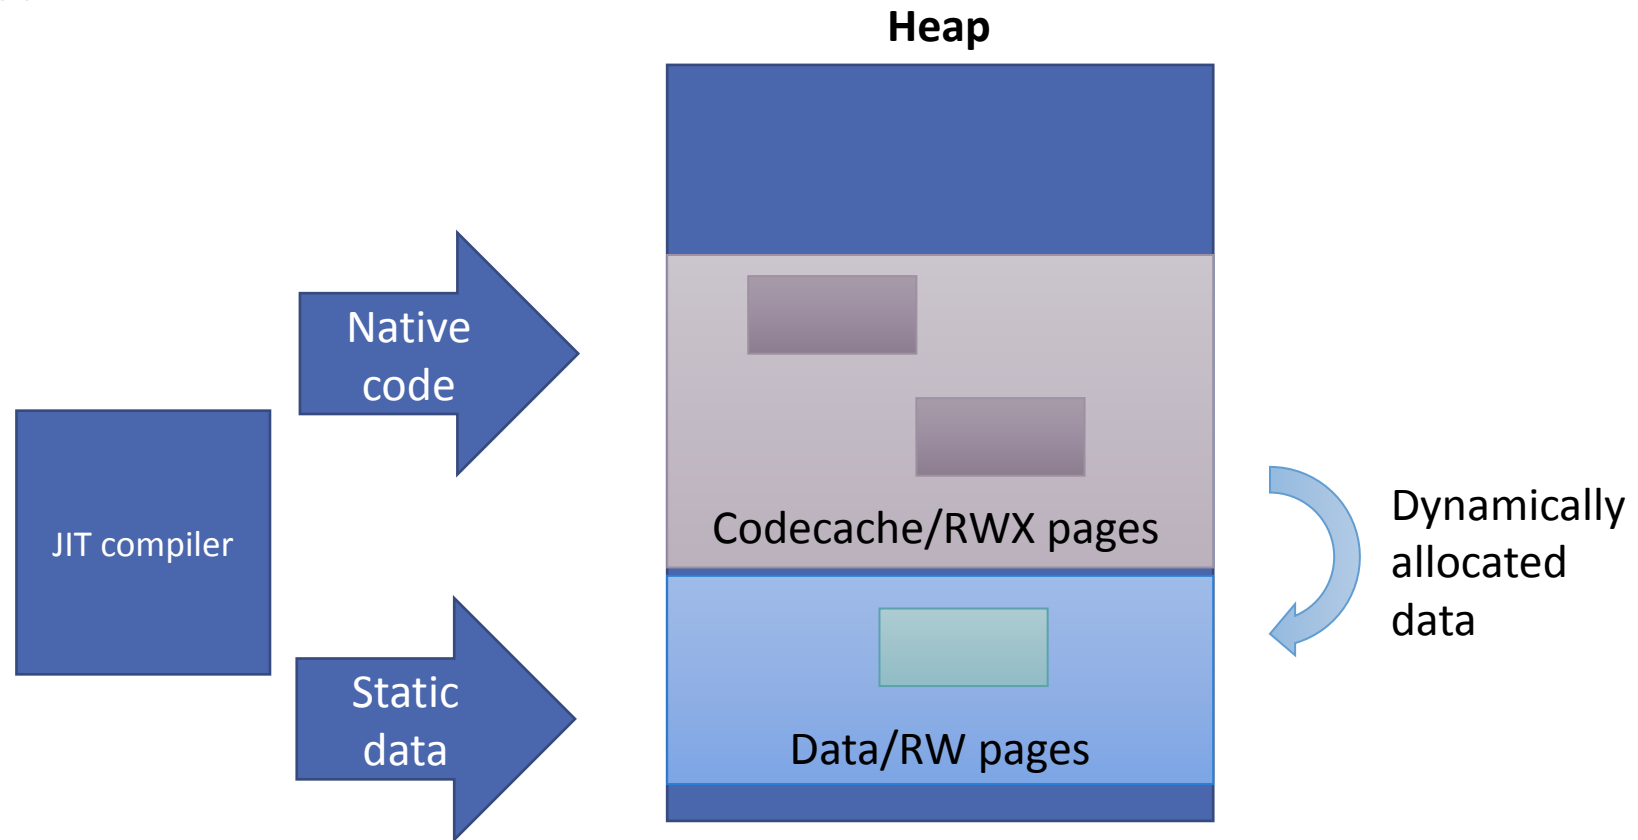 Heap
Native
code
Codecache/RWX pages
JIT compiler
Dynamically
allocated
data
Static
data
Data/RW pages